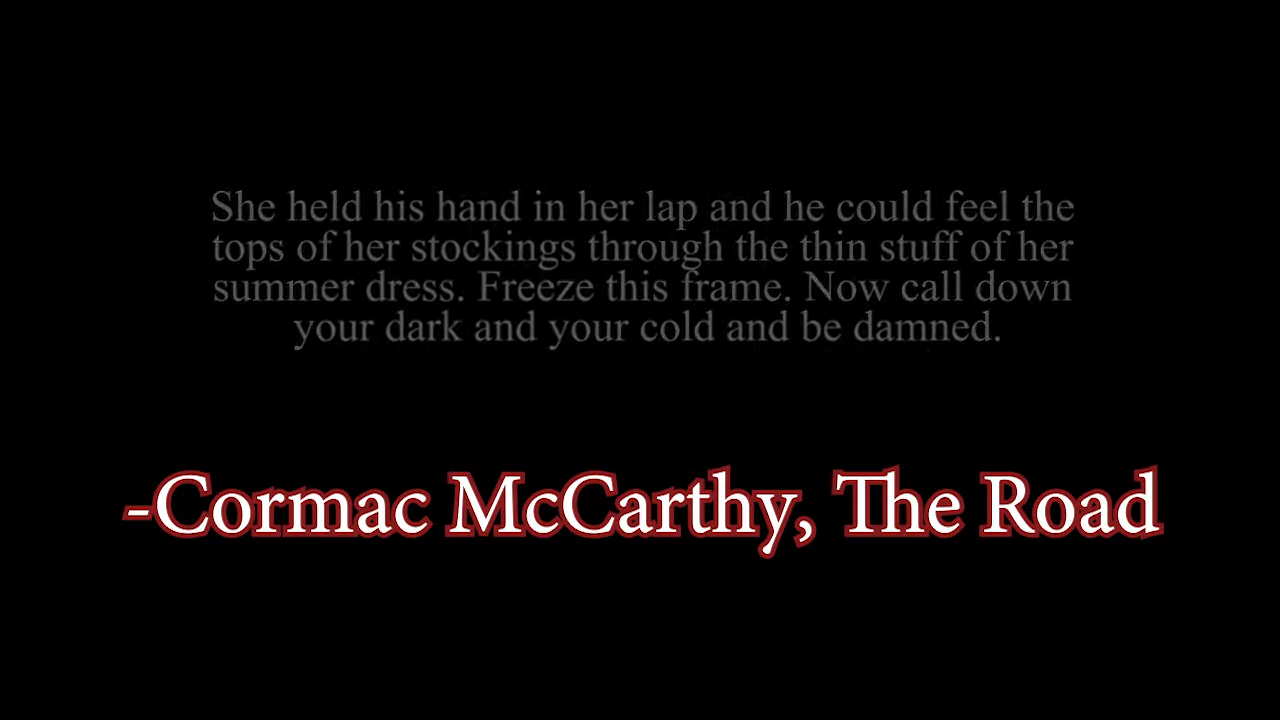 She held his hand in her lap and he could feel the
tops of her stockings through the thin stuff of her
summer dress. Freeze this frame. Now call down
your dark and your cold and be damned.
-Cormac McCarthy, The Road